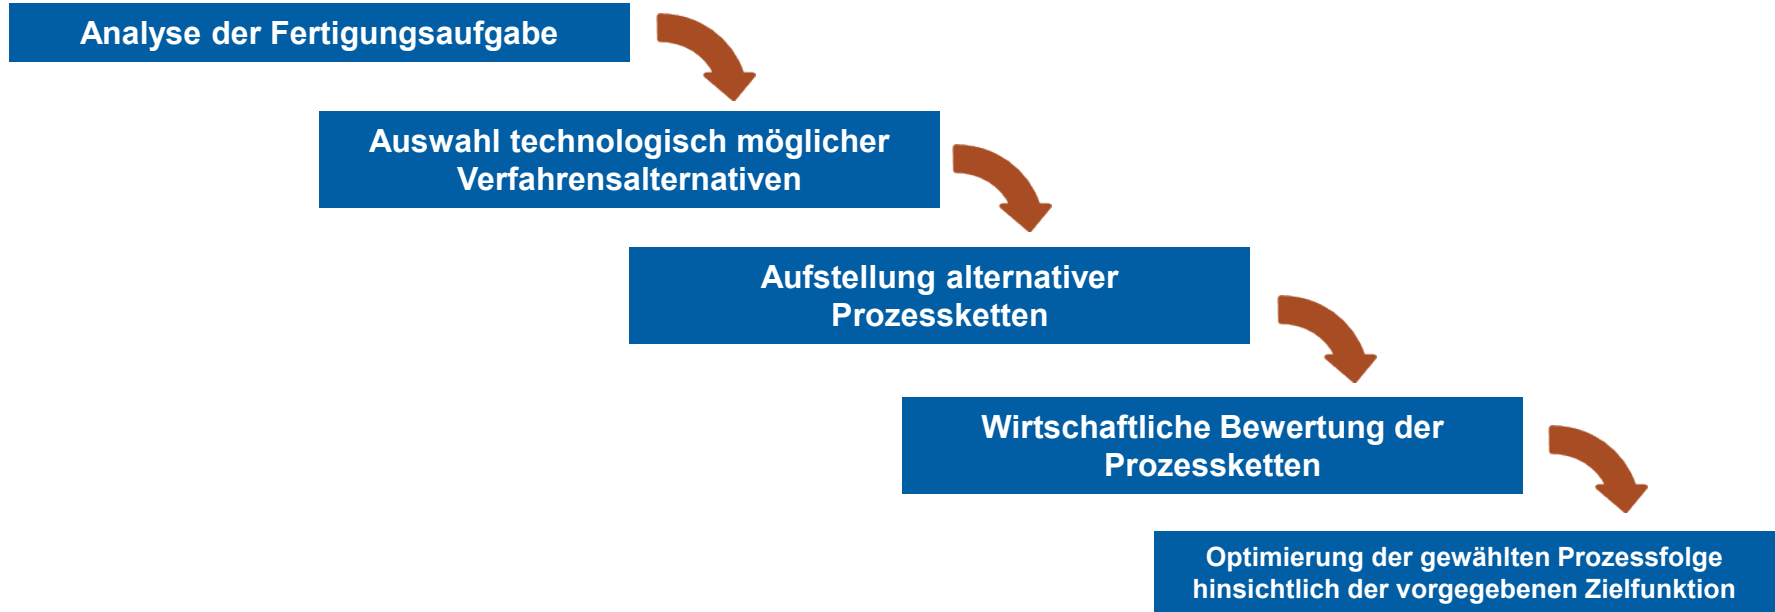 Analyse der Fertigungsaufgabe
Auswahl technologisch möglicher
Verfahrensalternativen
Aufstellung alternativer
Prozessketten
Wirtschaftliche Bewertung der
Prozessketten
Optimierung der gewählten Prozessfolge
hinsichtlich der vorgegebenen Zielfunktion